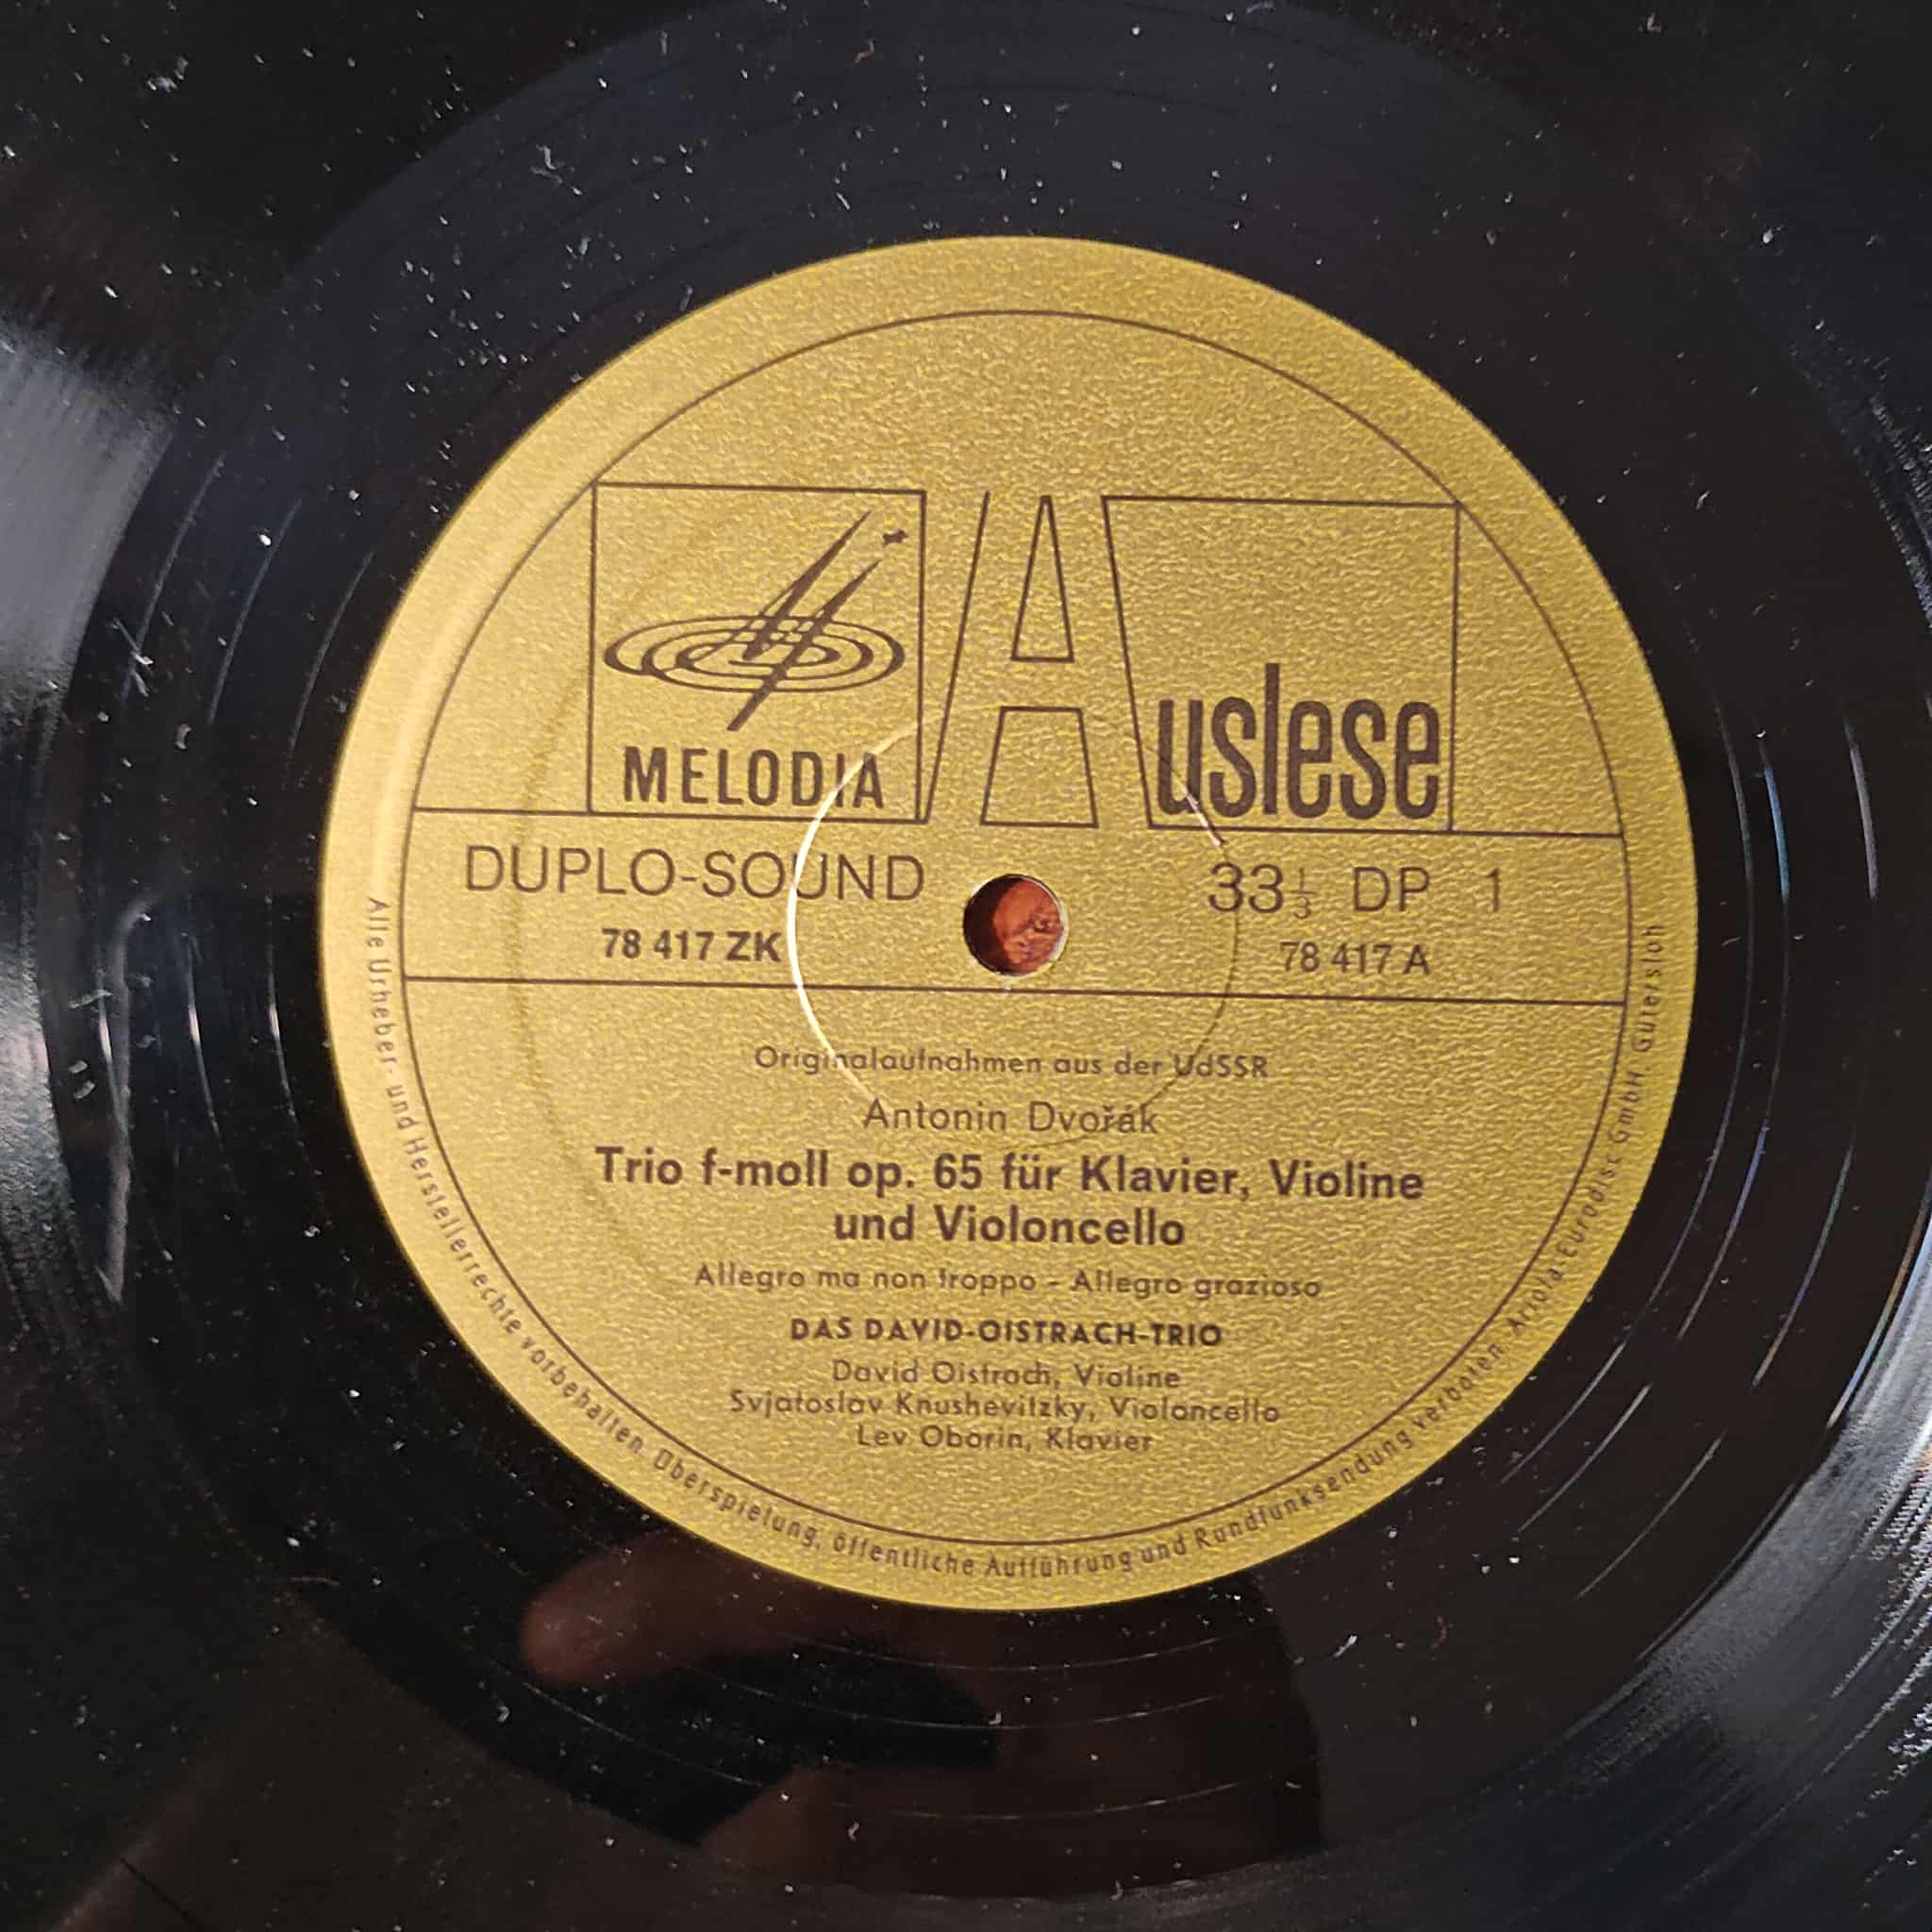 MELODIA
Auslese
DUPLO-SOUND
33⅓ DP 1
78 417 ZK
78 417 A
Originalaufnahmen aus der UdSSR
Antonin Dvořák
Trio f-moll op. 65 für Klavier, Violine
und Violoncello
Allegro ma non troppo - Allegro grazioso
DAS DAVID-OISTRACH-TRIO
David Oistrach, Violine
Svjatoslav Knushevitzky, Violoncello
Lev Oborin, Klavier
Alle Urheber- und Herstellerrechte vorbehalten. Überspielung, öffentliche Aufführung und Rundfunksendung verboten. Ariola-Eurodisc GmbH, Gütersloh